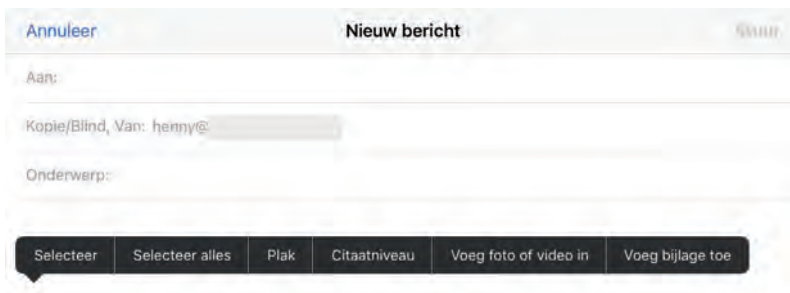 Annuleer Nieuw bericht Stuur
Aan:
Kopie/Blind, Van: henny@
Onderwerp:
Selecteer Selecteer alles Plak Citaatniveau Voeg foto of video in Voeg bijlage toe